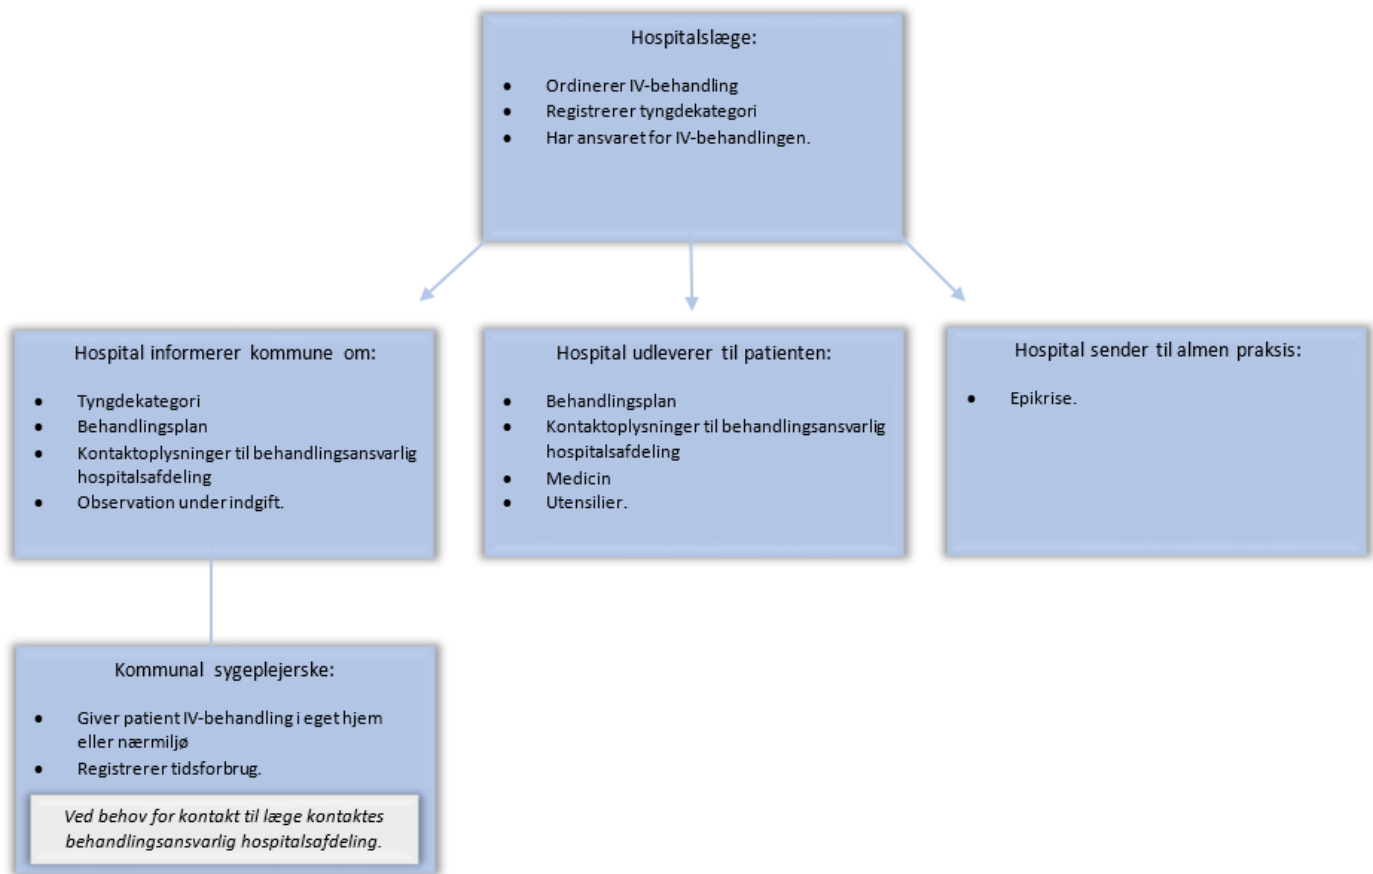 Hospitalslæge:
• Ordinerer IV-behandling
• Registrerer tyngdekategori
• Har ansvaret for IV-behandlingen.
Hospital informerer kommune om:
• Tyngdekategori
• Behandlingsplan
• Kontaktoplysninger til behandlingsansvarlig
hospitalsafdeling
• Observation under indgift.
Hospital udleverer til patienten:
• Behandlingsplan
• Kontaktoplysninger til behandlingsansvarlig
hospitalsafdeling
• Medicin
• Utensilier.
Hospital sender til almen praksis:
• Epikrise.
Kommunal sygeplejerske:
• Giver patient IV-behandling i eget hjem
eller nærmiljø
• Registrerer tidsforbrug.
Ved behov for kontakt til læge kontaktes
behandlingsansvarlig hospitalsafdeling.